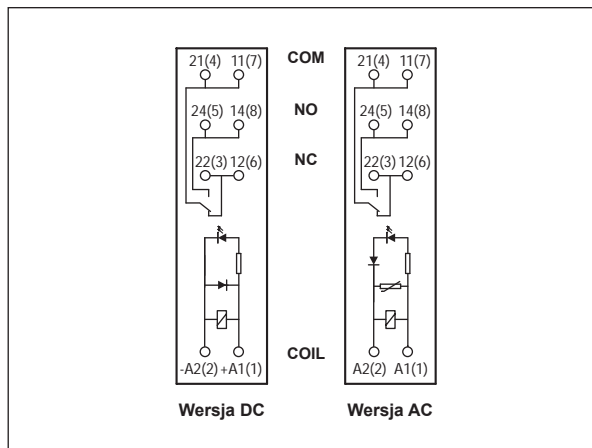 21(4) 11(7) COM 21(4) 11(7)
24(5) 14(8) NO 24(5) 14(8)
22(3) 12(6) NC 22(3) 12(6)
-A2(2) +A1(1) COIL A2(2) A1(1)
Wersja DC Wersja AC